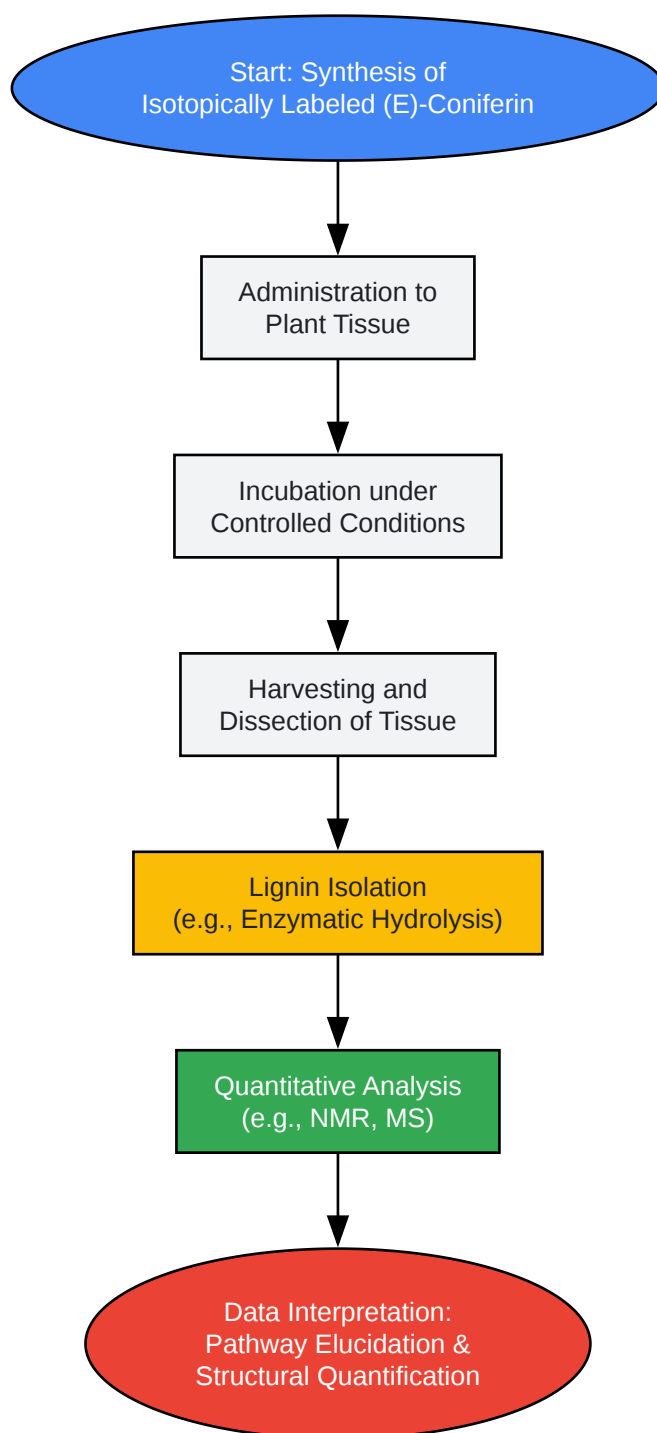 Start: Synthesis of
Isotopically Labeled (E)-Coniferin
Administration to
Plant Tissue
Incubation under
Controlled Conditions
Harvesting and
Dissection of Tissue
Lignin Isolation
(e.g., Enzymatic Hydrolysis)
Quantitative Analysis
(e.g., NMR, MS)
Data Interpretation:
Pathway Elucidation &
Structural Quantification